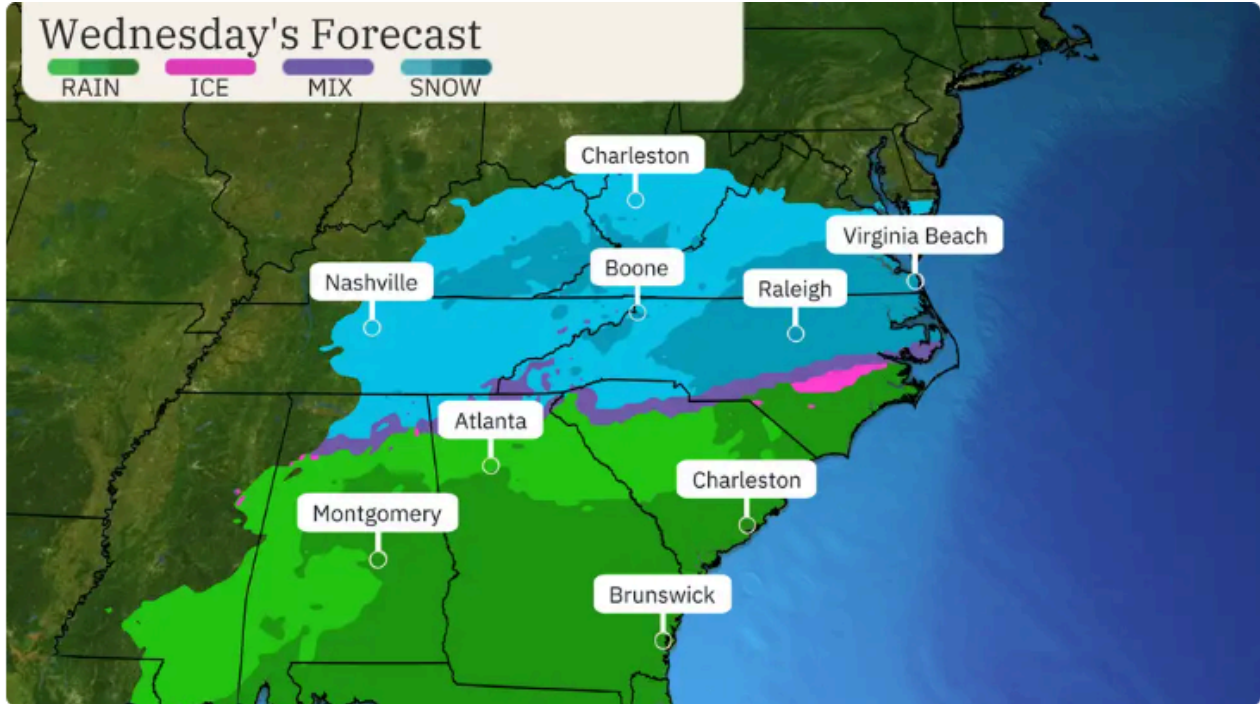 Wednesday's Forecast
RAIN ICE MIX SNOW
Charleston
Virginia Beach
Boone
Nashville
Raleigh
Atlanta
Charleston
Montgomery
Brunswick